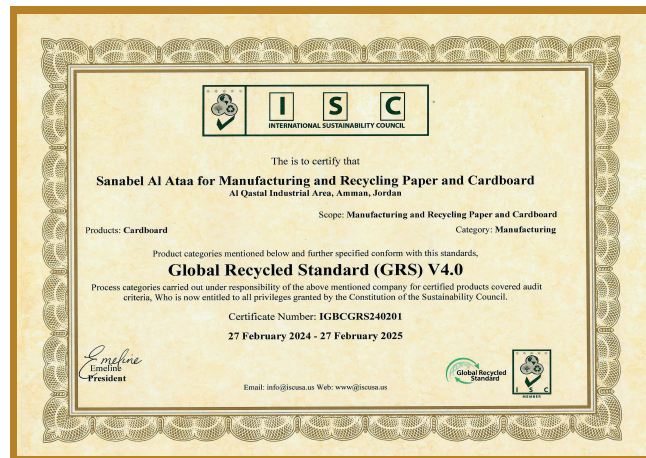 I S C
INTERNATIONAL SUSTAINABILITY COUNCIL
The is to certify that
Sanabel Al Ataa for Manufacturing and Recycling Paper and Cardboard
Al Qastal Industrial Area, Amman, Jordan
Scope: Manufacturing and Recycling Paper and Cardboard
Products: Cardboard Category: Manufacturing
Product categories mentioned below and further specified conform with this standards,
Global Recycled Standard (GRS) V4.0
Process categories carried out under responsibility of the above mentioned company for certified products covered audit
criteria, Who is now entitled to all privileges granted by the Constitution of the Sustainability Council.
Certificate Number: IGBCGRS240201
27 February 2024 - 27 February 2025
Emeline
Emeline
President
Email: info@iscusa.us Web: www@iscusa.us
Global Recycled
Standard
I S C
MEMBER